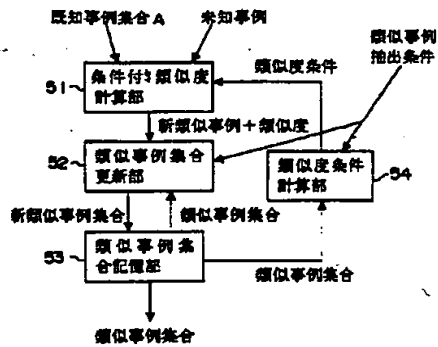 既知事例集合A
未知事例
類似事例
抽出条件
51
条件付き類似度
計算部
類似度条件
新類似事例+類似度
52
類似事例集合
更新部
類似度条件
計算部
54
新類似事例集合
類似事例集合
53
類似事例集
合記憶部
類似事例集合
類似事例集合